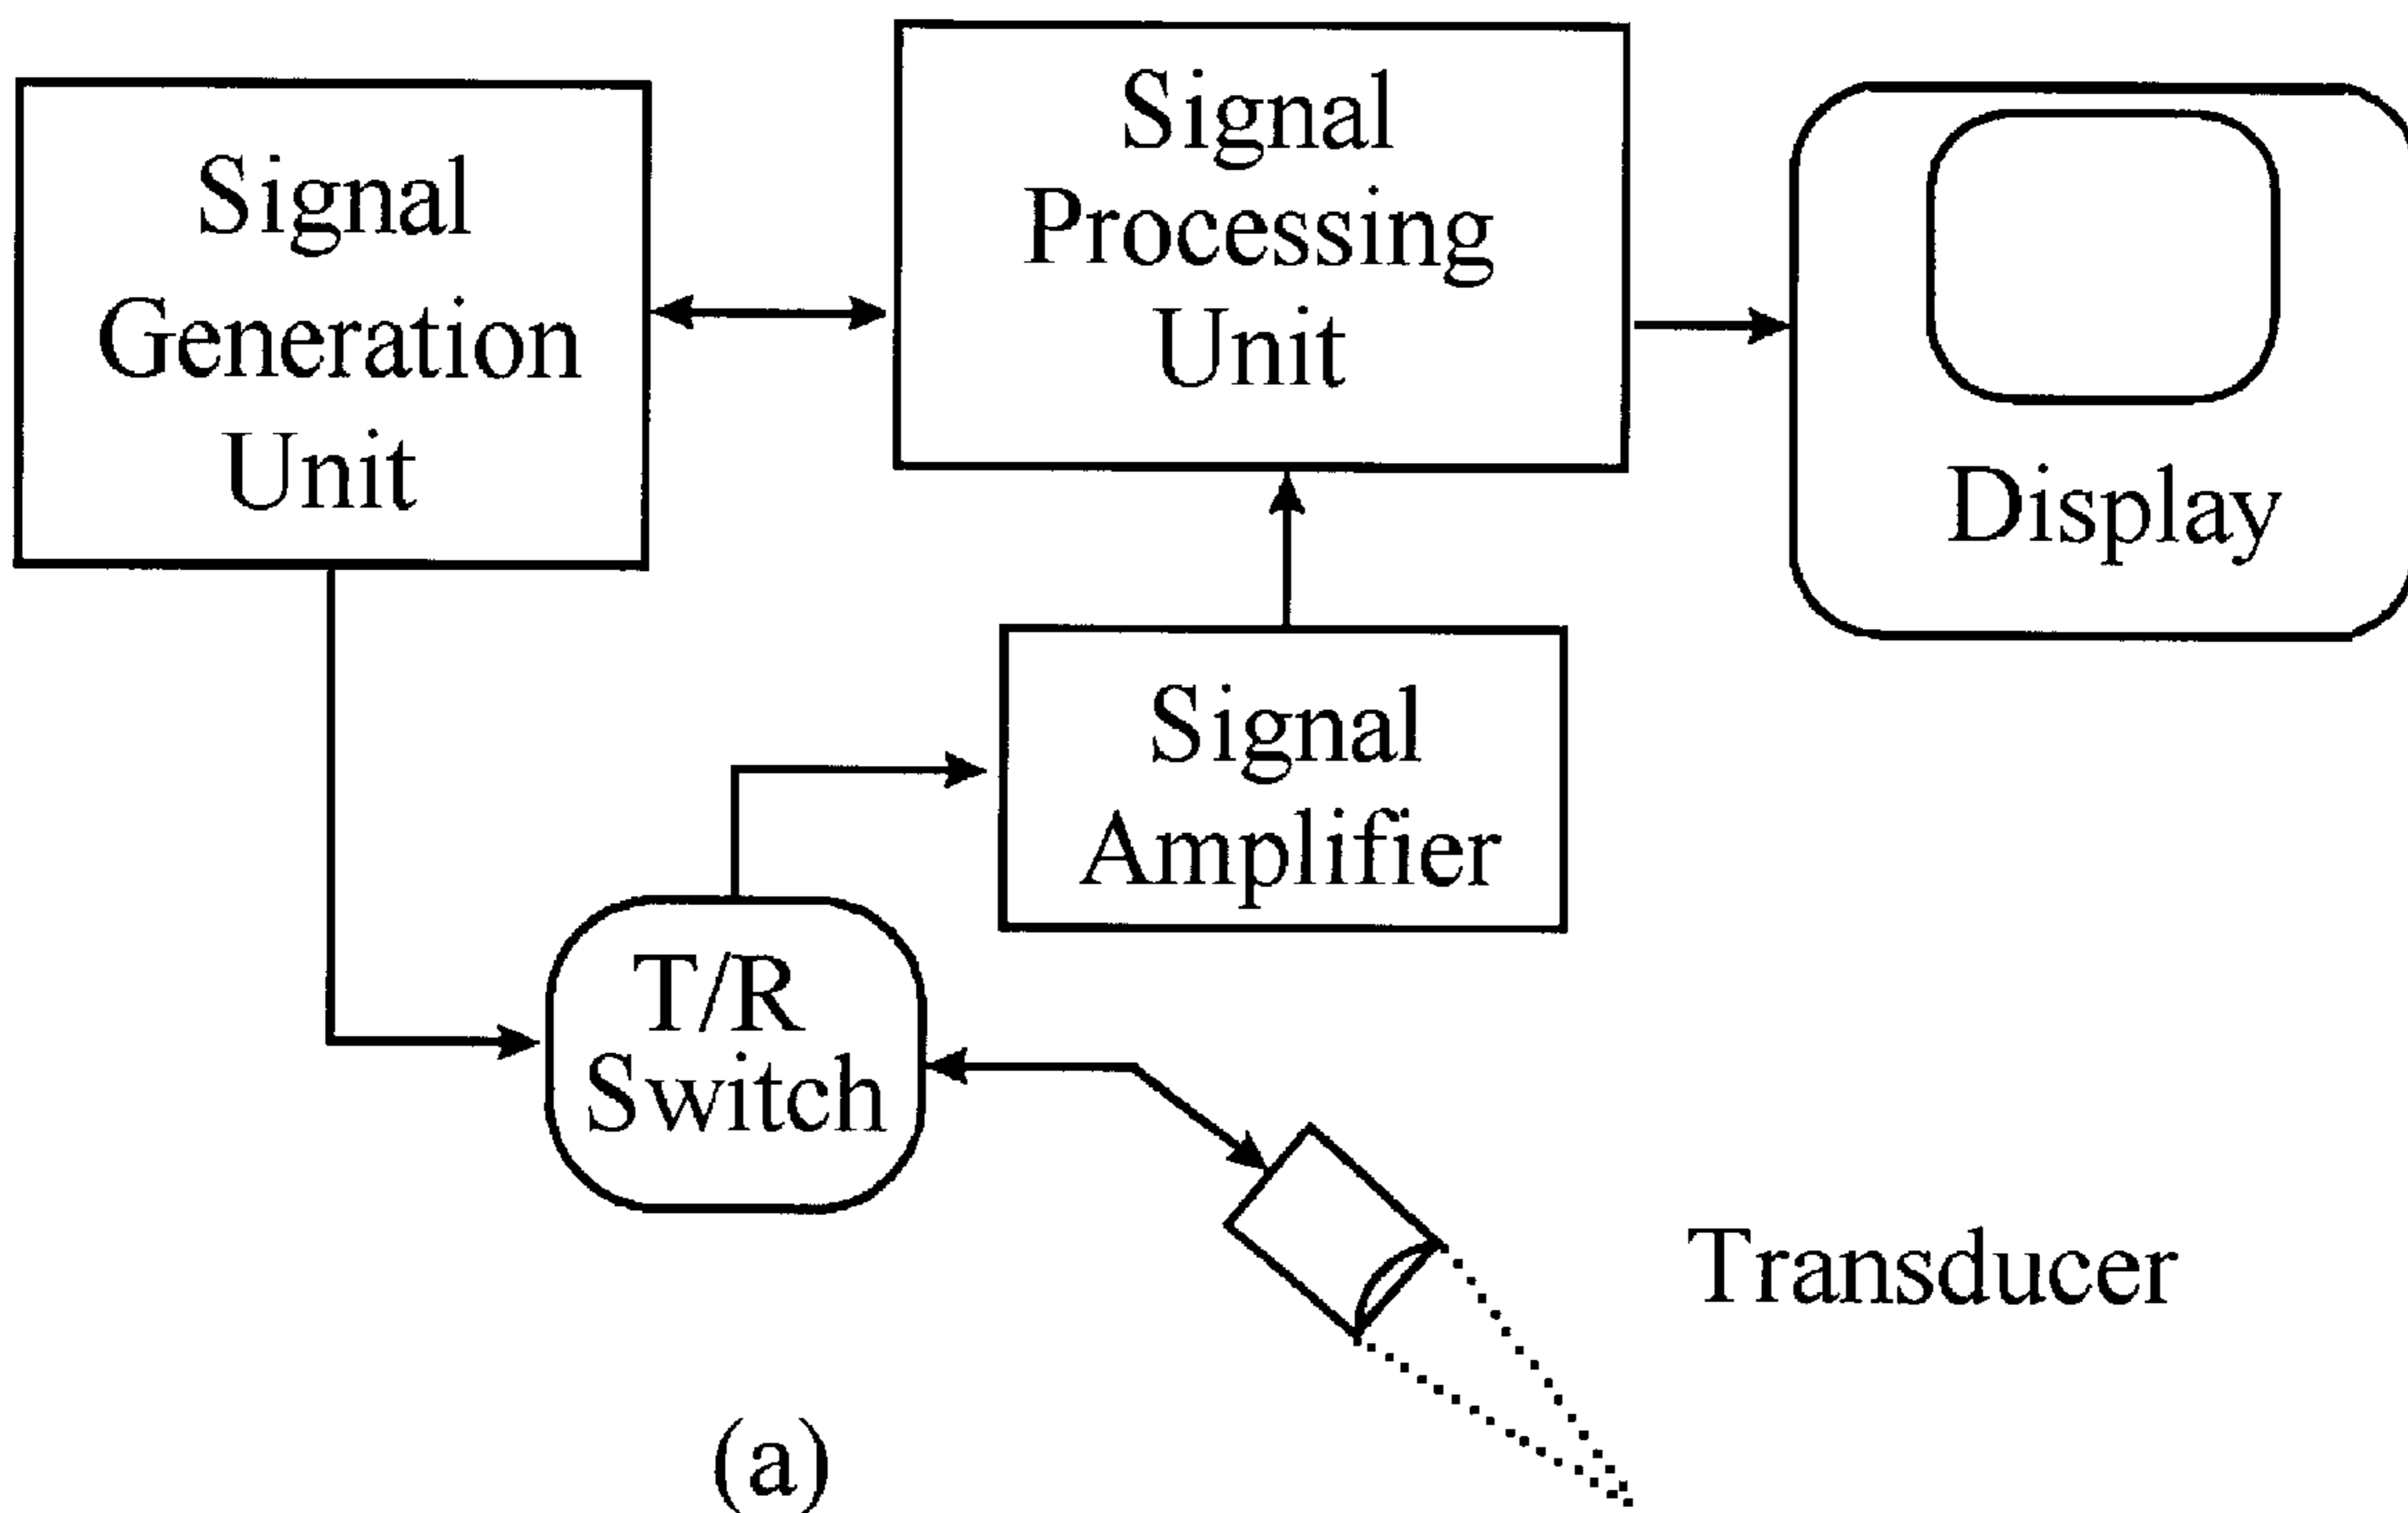 Signal
Generation
Unit
Signal
Processing
Unit
Display
Signal
Amplifier
T/R
Switch
Transducer
(a)